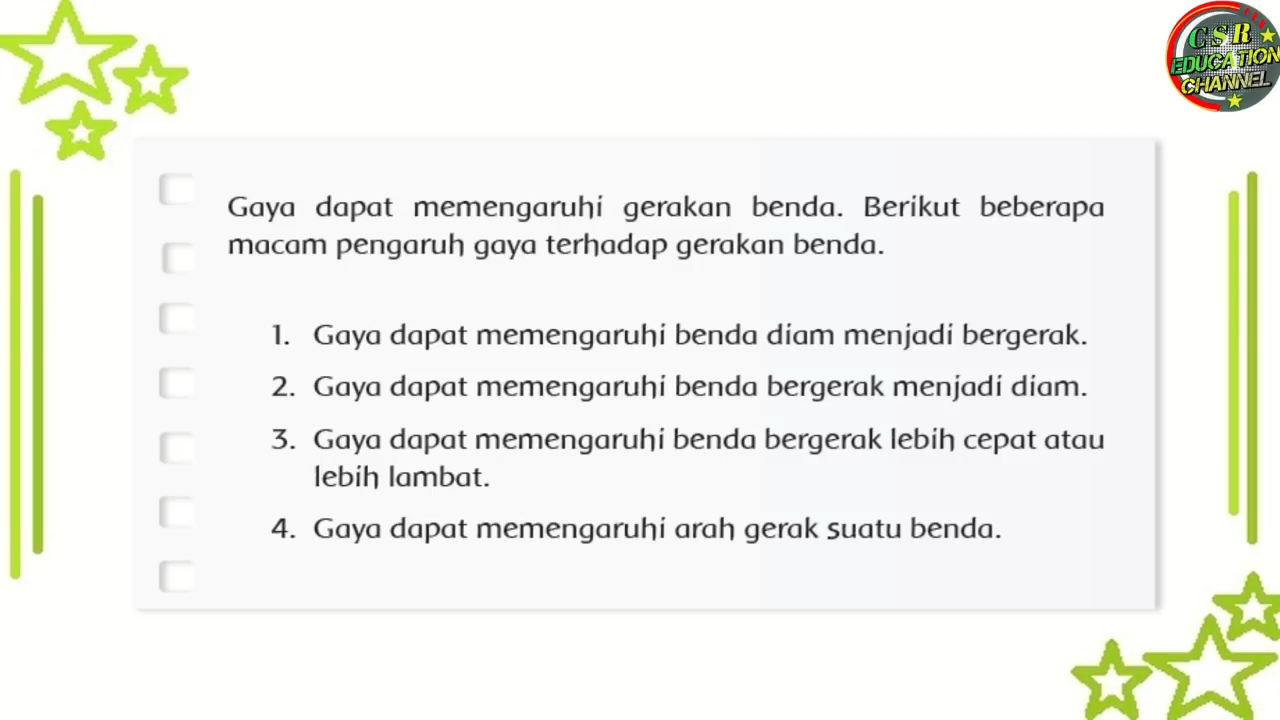 CSR
EDUCATION
CHANNEL
Gaya dapat memengaruhi gerakan benda. Berikut beberapa
macam pengaruh gaya terhadap gerakan benda.
1. Gaya dapat memengaruhi benda diam menjadi bergerak.
2. Gaya dapat memengaruhi benda bergerak menjadi diam.
3. Gaya dapat memengaruhi benda bergerak lebih cepat atau
lebih lambat.
4. Gaya dapat memengaruhi arah gerak suatu benda.